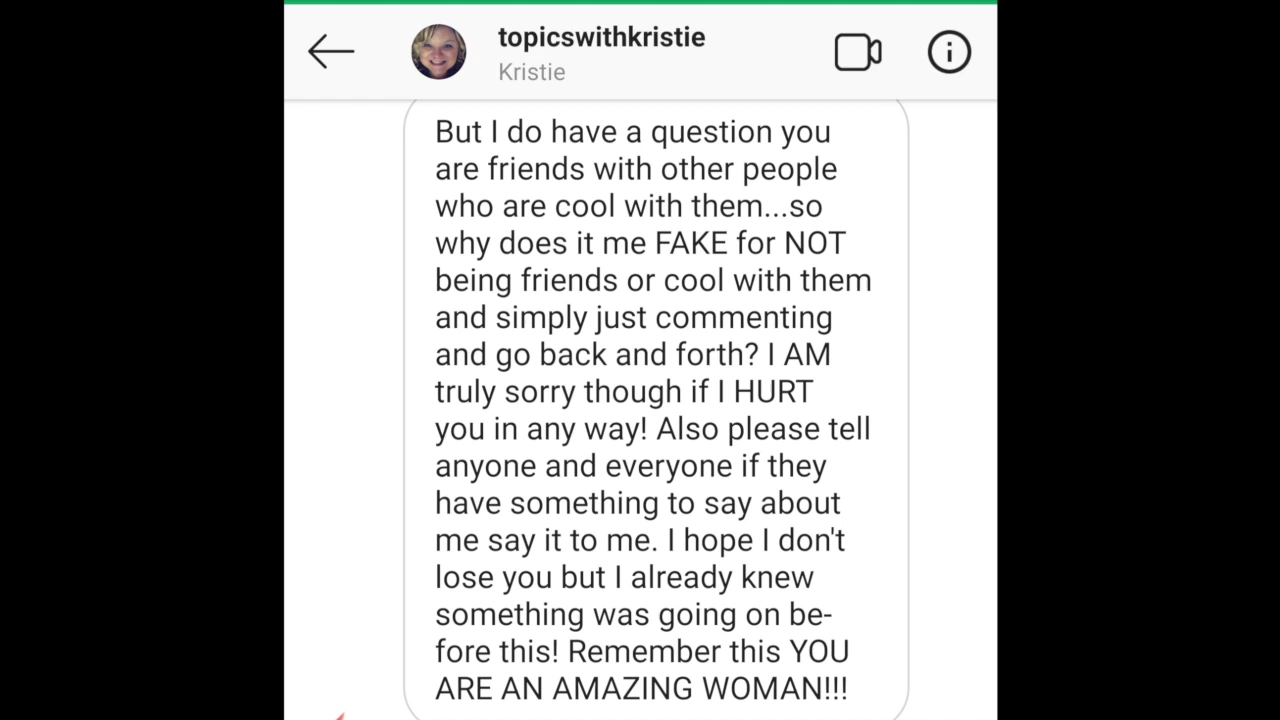 topicswithkristie
Kristie
But I do have a question you
are friends with other people
who are cool with them...so
why does it me FAKE for NOT
being friends or cool with them
and simply just commenting
and go back and forth? I AM
truly sorry though if I HURT
you in any way! Also please tell
anyone and everyone if they
have something to say about
me say it to me. I hope I don't
lose you but I already knew
something was going on be-
fore this! Remember this YOU
ARE AN AMAZING WOMAN!!!